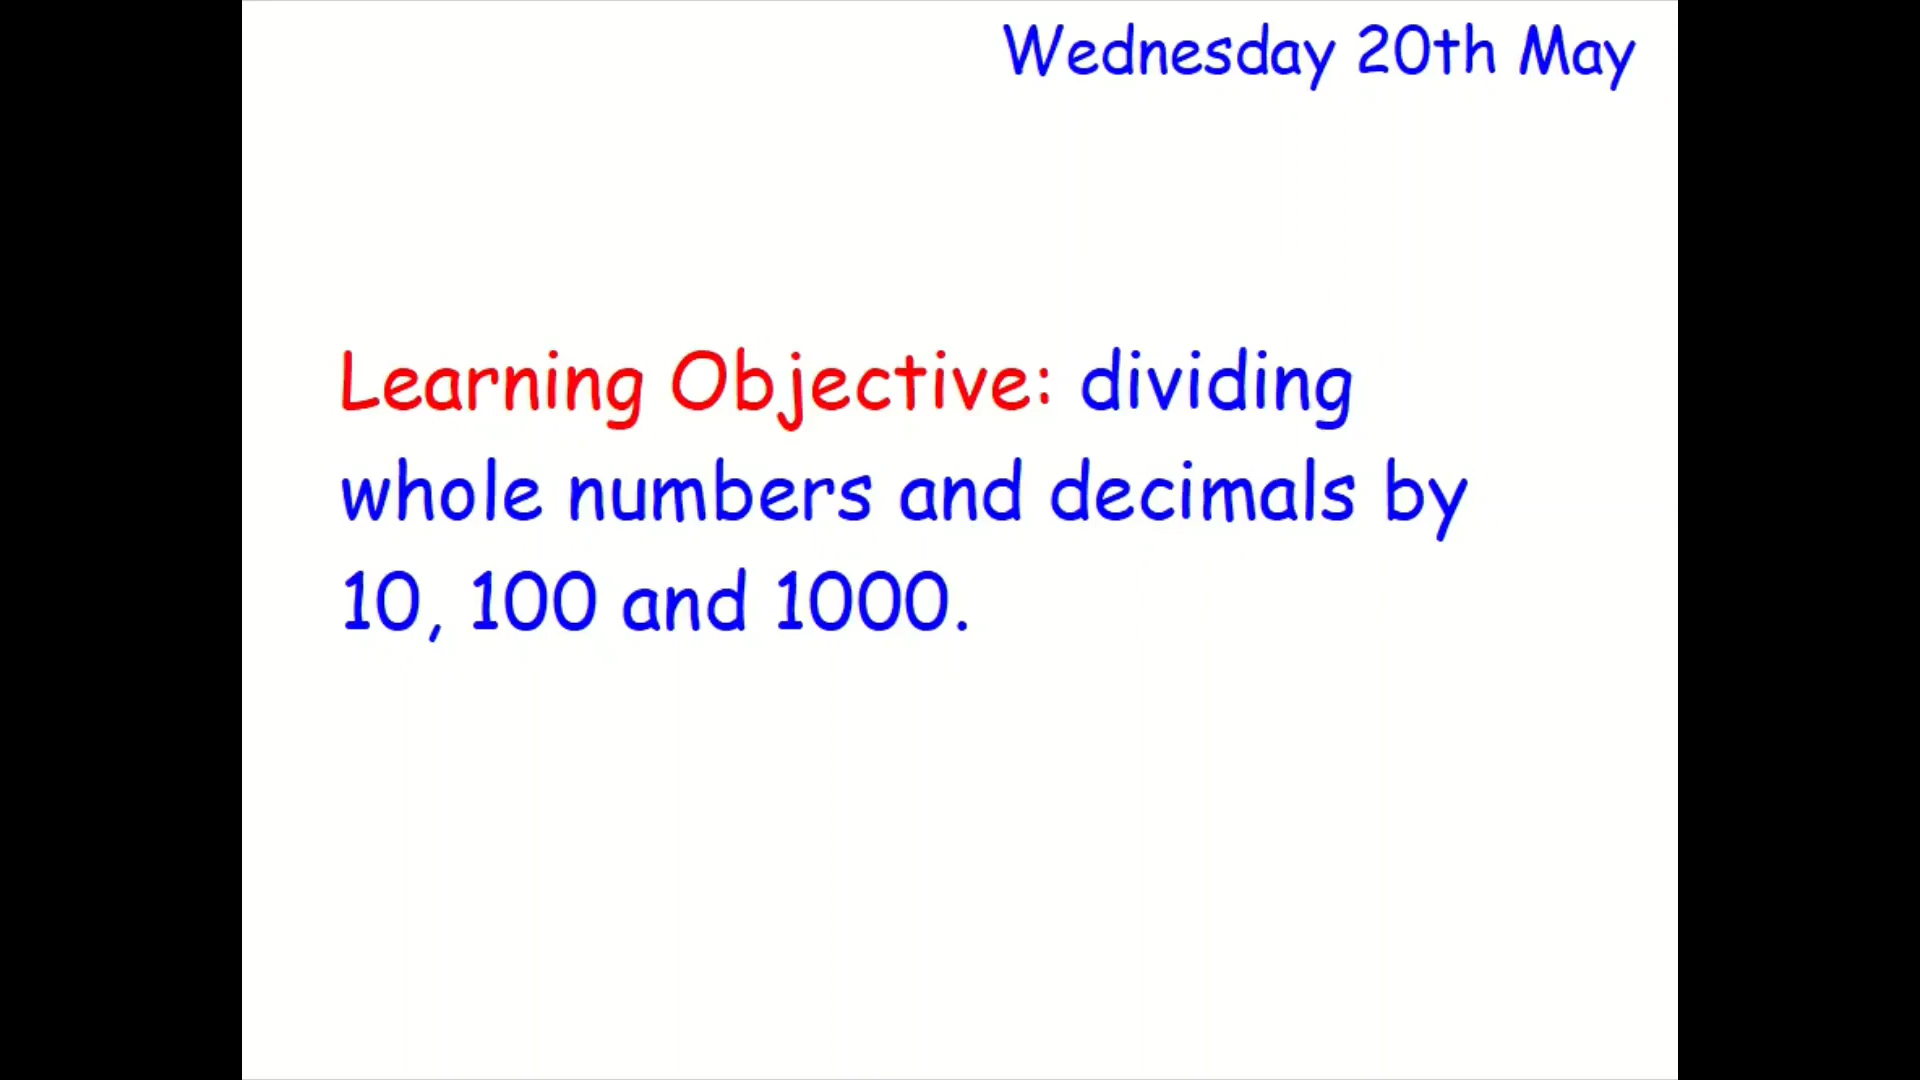 Wednesday 20th May
Learning Objective: dividing
whole numbers and decimals by
10, 100 and 1000.